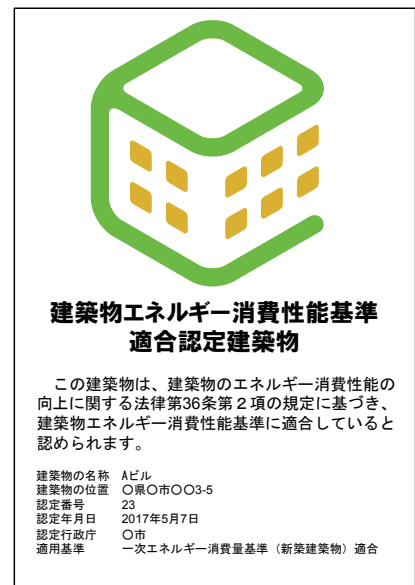 建築物エネルギー消費性能基準
適合認定建築物
　この建築物は、建築物のエネルギー消費性能の
向上に関する法律第36条第２項の規定に基づき、
建築物エネルギー消費性能基準に適合していると
認められます。
建築物の名称　Aビル
建築物の位置　〇県〇市〇〇3-5
認定番号　23
認定年月日　2017年5月7日
認定行政庁　〇市
適用基準　一次エネルギー消費量基準（新築建築物）適合